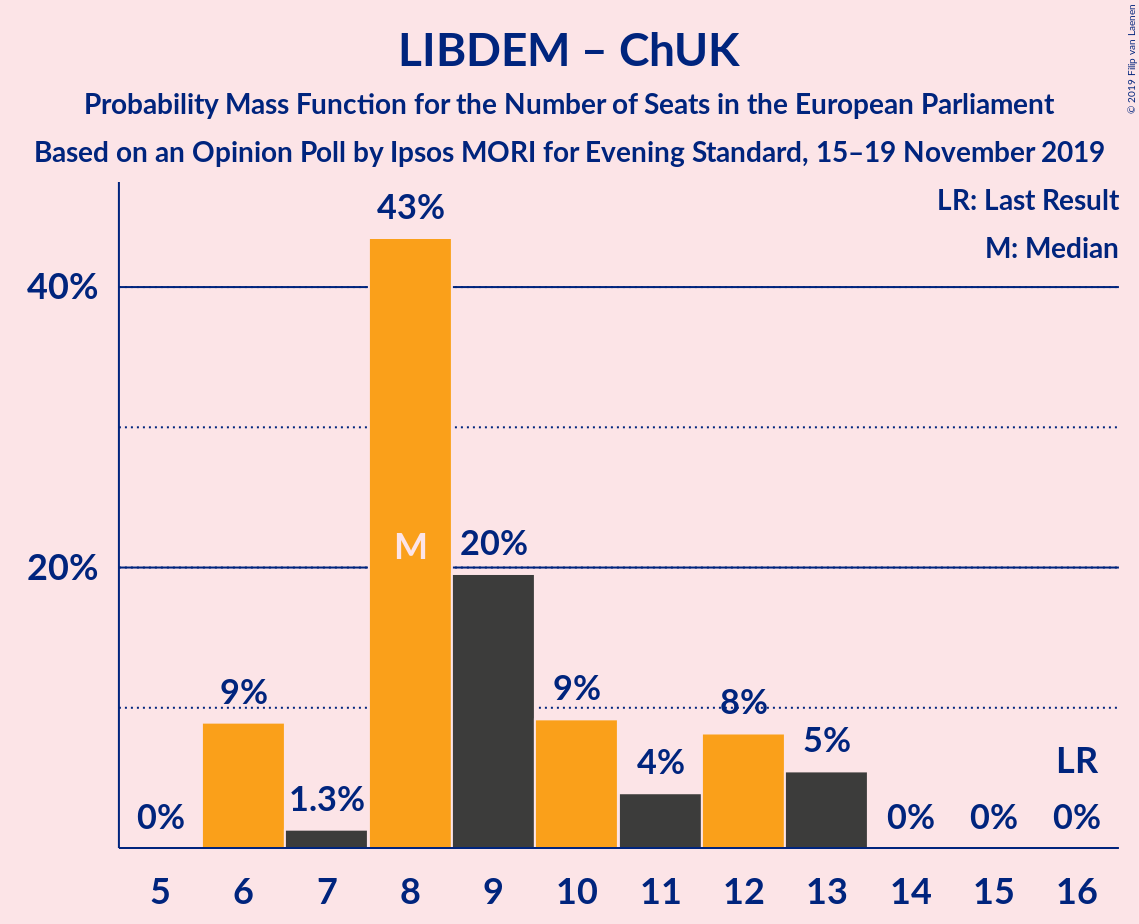 LIBDEM – ChUK
Probability Mass Function for the Number of Seats in the European Parliament
Based on an Opinion Poll by Ipsos MORI for Evening Standard, 15–19 November 2019
© 2019 Filip van Laenen
LR: Last Result
M: Median
40%
20%
0%
9%
1.3%
43%
M
20%
9%
4%
8%
5%
0%
0%
LR
0%
5 6 7 8 9 10 11 12 13 14 15 16